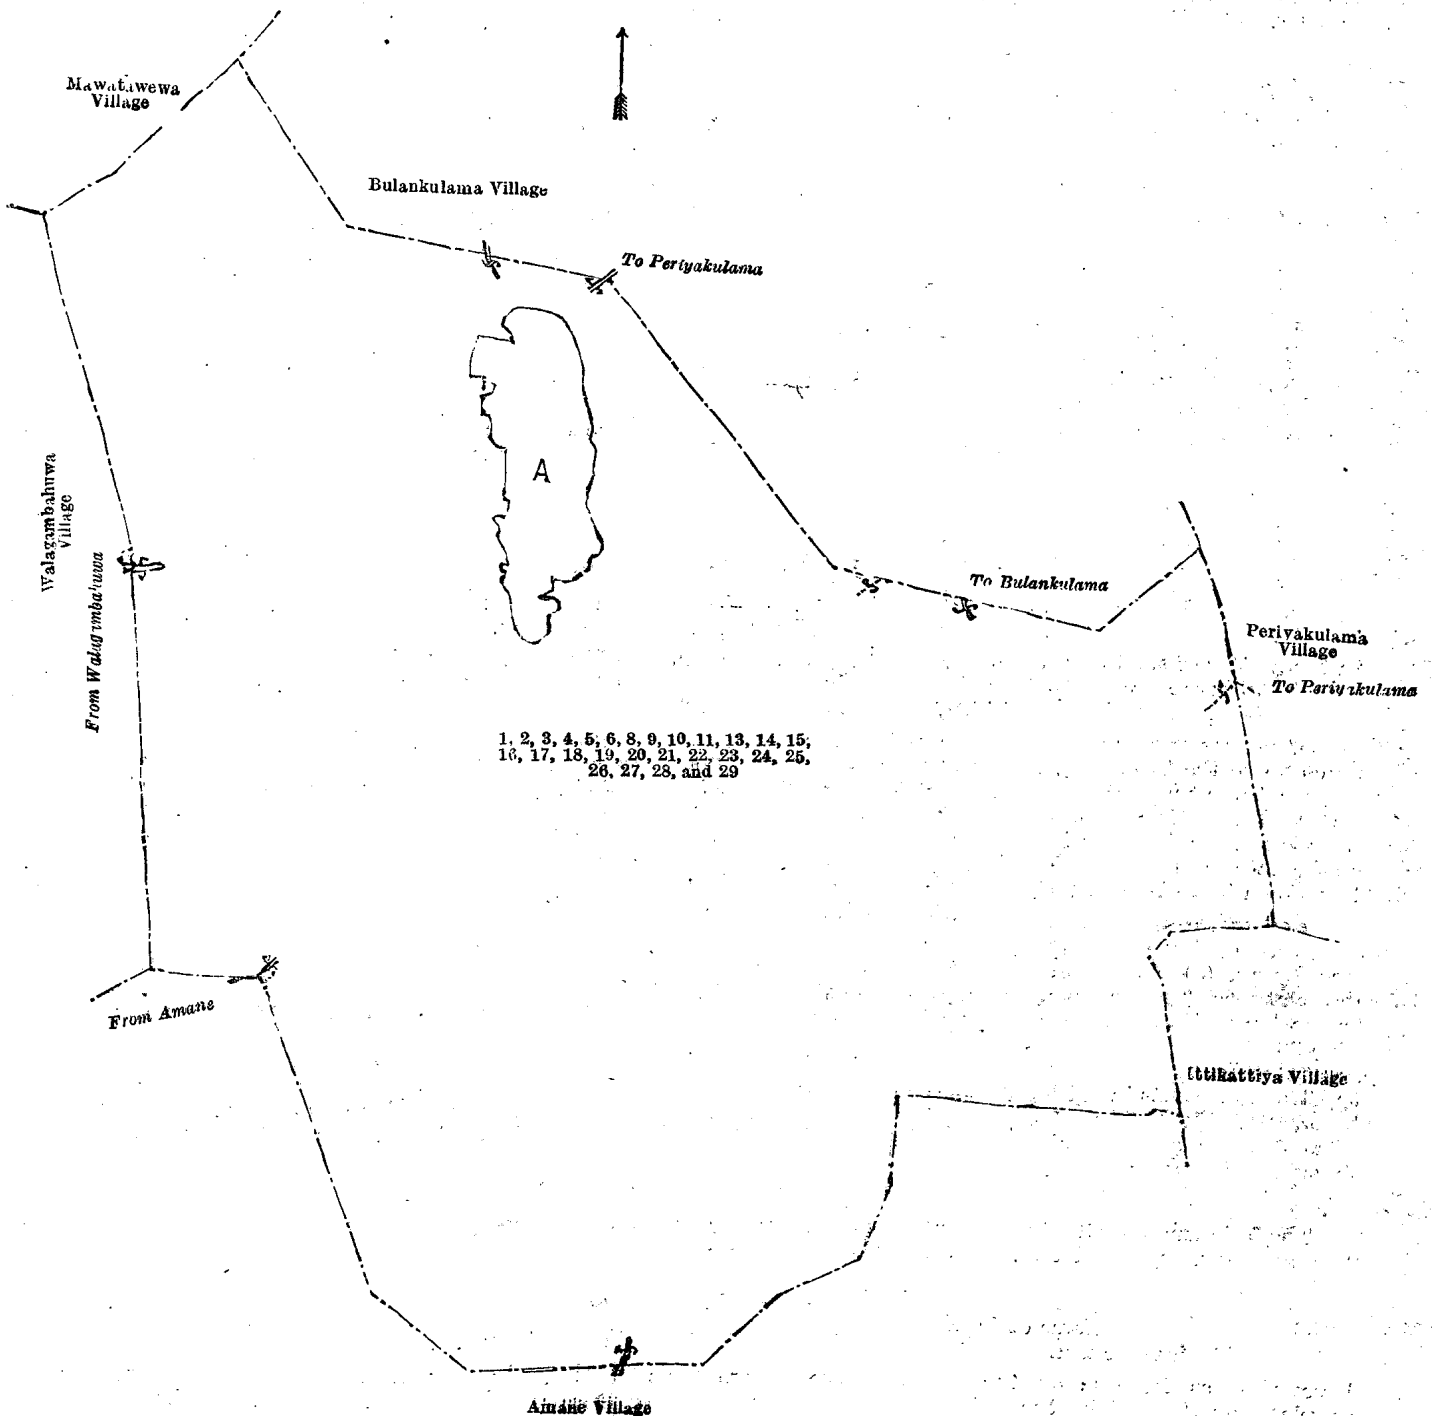 Mawatawewa
Village
Bulankulama Village
To Periyakulama
A
Walagambahuwa
Village
From Walagambahuwa
To Bulankulama
Periyakulama
Village
To Periyakulama
1, 2, 3, 4, 5, 6, 8, 9, 10, 11, 13, 14, 15,
16, 17, 18, 19, 20, 21, 22, 23, 24, 25,
26, 27, 28, and 29
From Amane
Ittikattiya Village
Amane Village